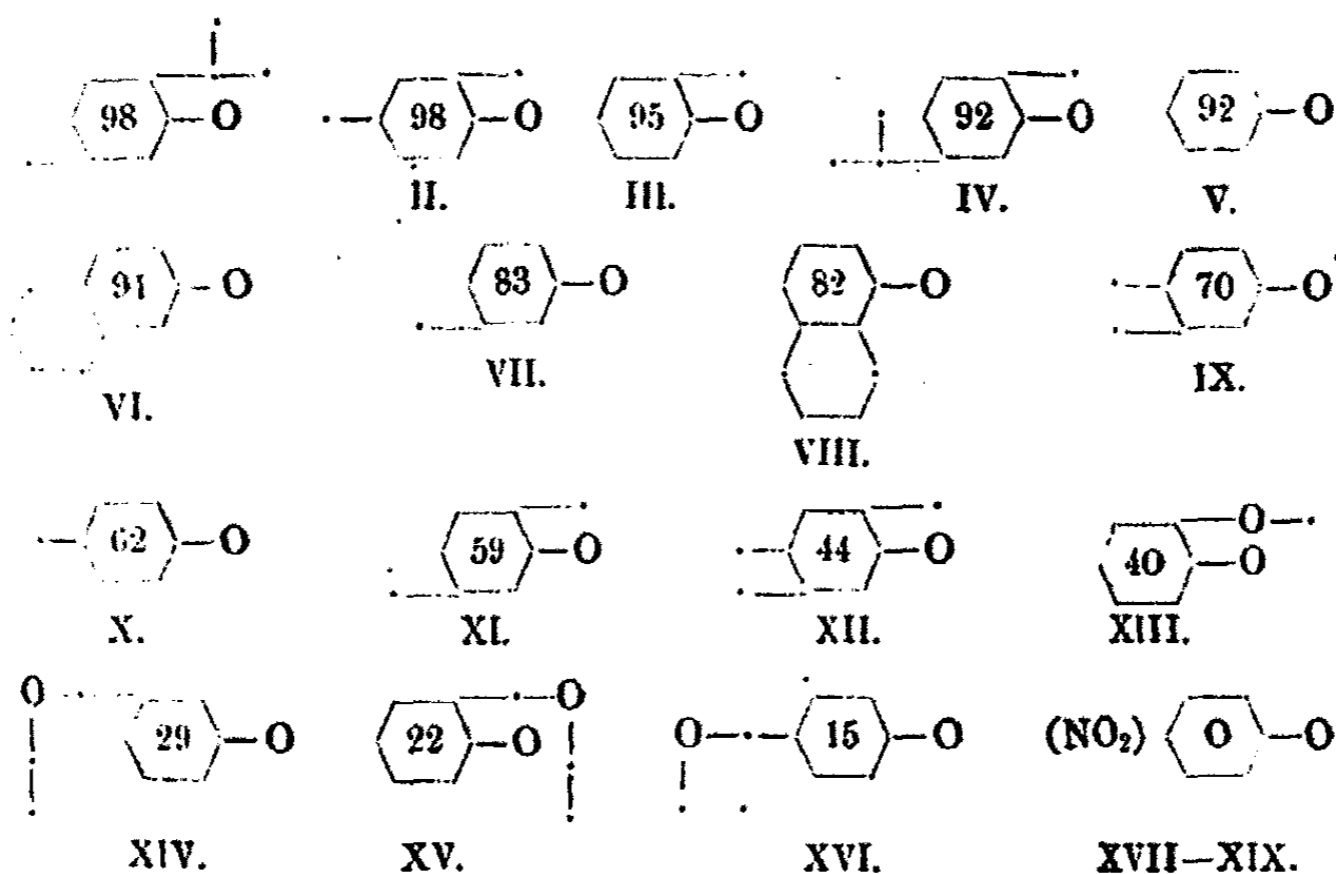 98 O 98 O 95 O 92 O 92 O
II. III. IV. V.
91 O 83 O 82 O 70 O
VI. VII. VIII. IX.
62 O 59 O 44 O O 40 O
X. XI. XII. XIII.
O 29 O 22 O O O 15 O (NO₂) O O
XIV. XV. XVI. XVII—XIX.